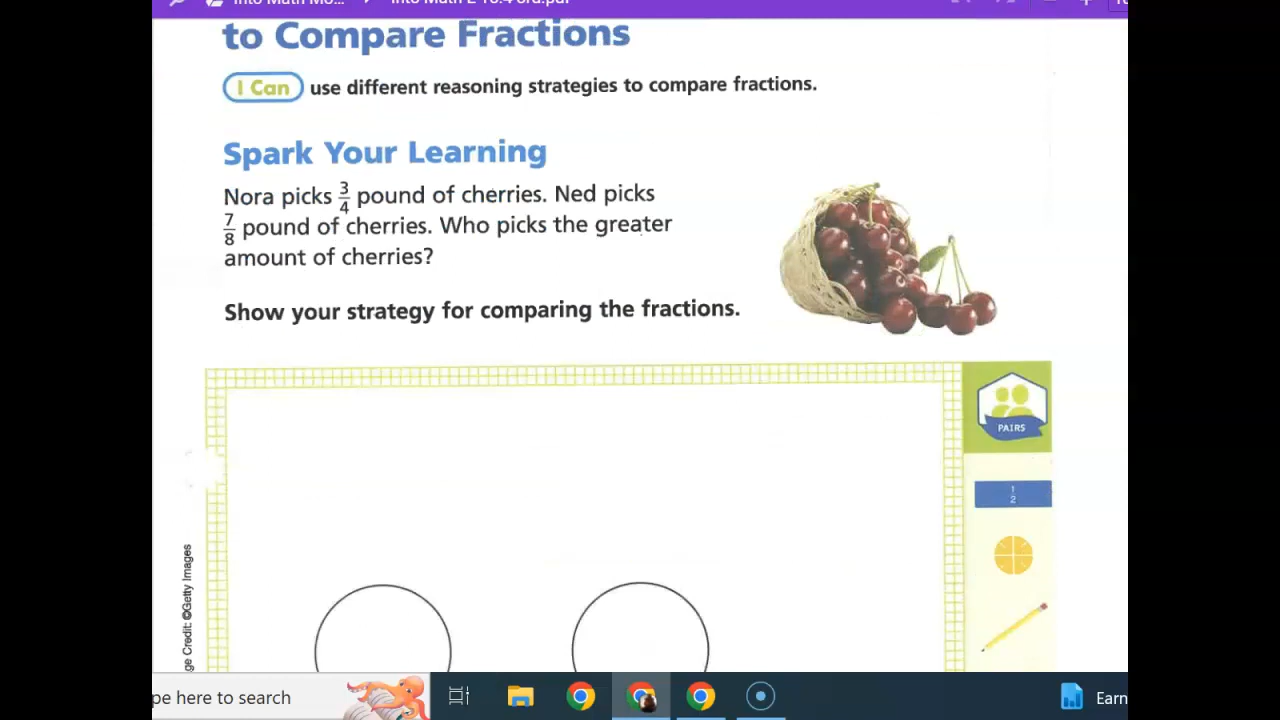 to Compare Fractions
I Can use different reasoning strategies to compare fractions.
Spark Your Learning
Nora picks 3/4 pound of cherries. Ned picks
7/8 pound of cherries. Who picks the greater
amount of cherries?
Show your strategy for comparing the fractions.
PAIRS
1/2
ge Credit: ©Getty Images
pe here to search
Earn